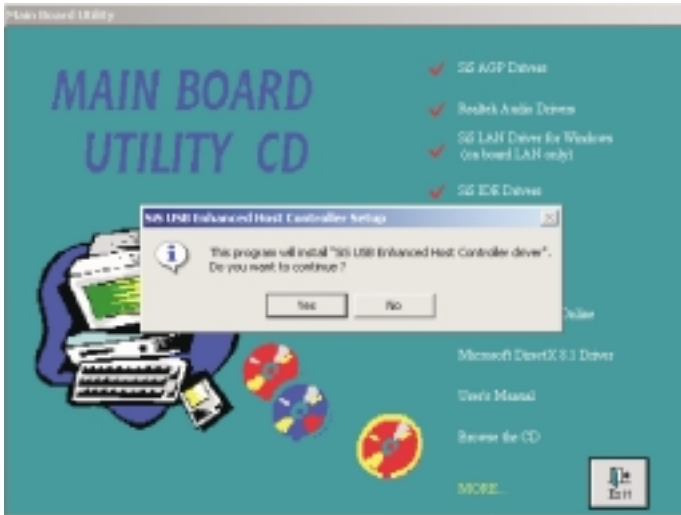 Main Board Utility
MAIN BOARD
UTILITY CD
SiS AGP Drivers
Realtek Audio Drivers
SiS LAN Driver for Windows
(on board LAN only)
SiS IDE Drivers
SiS USB Enhanced Host Controller Setup
This program will install "SiS USB Enhanced Host Controller driver".
Do you want to continue ?
Yes
No
Online
Microsoft DirectX 8.1 Driver
User's Manual
Browse the CD
MORE...
Exit